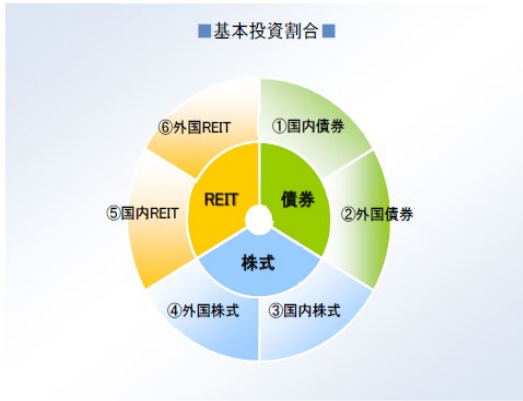 ■基本投資割合■
⑥外国REIT
①国内債券
REIT
債券
⑤国内REIT
②外国債券
株式
④外国株式
③国内株式